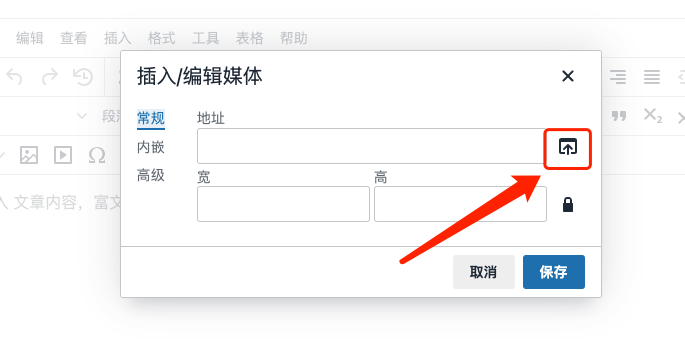 编辑 查看 插入 格式 工具 表格 帮助
插入/编辑媒体
常规
地址
内嵌
高级
宽 高
段
X₂
Ω
入 文章内容，富文
取消 保存